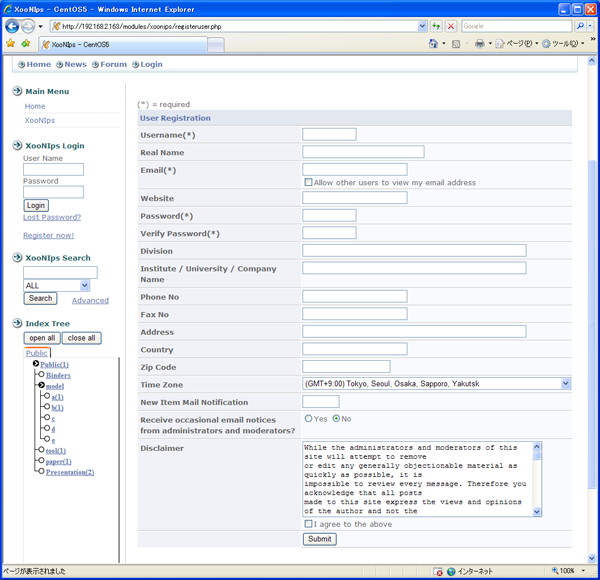 XooNIps - CentOS5 - Windows Internet Explorer
http://192.168.2.163/modules/xoonips/registeruser.php
Google
XooNIps - CentOS5
ページ(P)
ツール(O)
Home
News
Forum
Login
Main Menu
Home
XooNIps
XooNIps Login
User Name
Password
Login
Lost Password?
Register now!
XooNIps Search
ALL
Search
Advanced
Index Tree
open all
close all
Public
Public(1)
Binders
model
a(1)
b(1)
c
d
e
tool(1)
paper(1)
Presentation(2)
(*) = required
User Registration
Username(*)
Real Name
Email(*)
Allow other users to view my email address
Website
Password(*)
Verify Password(*)
Division
Institute / University / Company
Name
Phone No
Fax No
Address
Country
Zip Code
Time Zone
(GMT+9:00) Tokyo, Seoul, Osaka, Sapporo, Yakutsk
New Item Mail Notification
Receive occasional email notices
from administrators and moderators?
Yes
No
Disclaimer
While the administrators and moderators of this
site will attempt to remove
or edit any generally objectionable material as
quickly as possible, it is
impossible to review every message. Therefore you
acknowledge that all posts
made to this site express the views and opinions
of the author and not the
I agree to the above
Submit
ページが表示されました
インターネット
100%